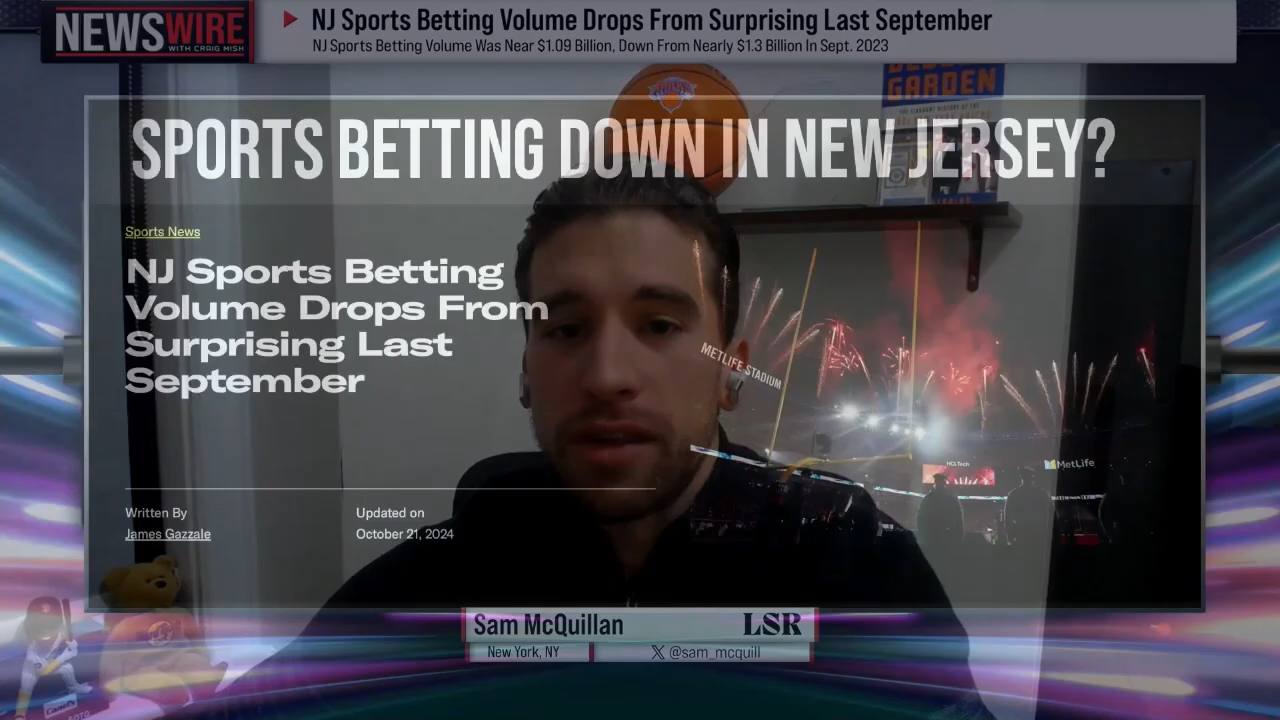 NEWSWIRE
WITH CRAIG MISH
NJ Sports Betting Volume Drops From Surprising Last September
NJ Sports Betting Volume Was Near $1.09 Billion, Down From Nearly $1.3 Billion In Sept. 2023
GARDEN
SPORTS BETTING DOWN IN NEW JERSEY?
Sports News
NJ Sports Betting
Volume Drops From
Surprising Last
September
METLIFE STADIUM
HCLTech
MetLife
Written By
James Gazzale
Updated on
October 21, 2024
Sam McQuillan
LSR
New York, NY
X @sam_mcquill